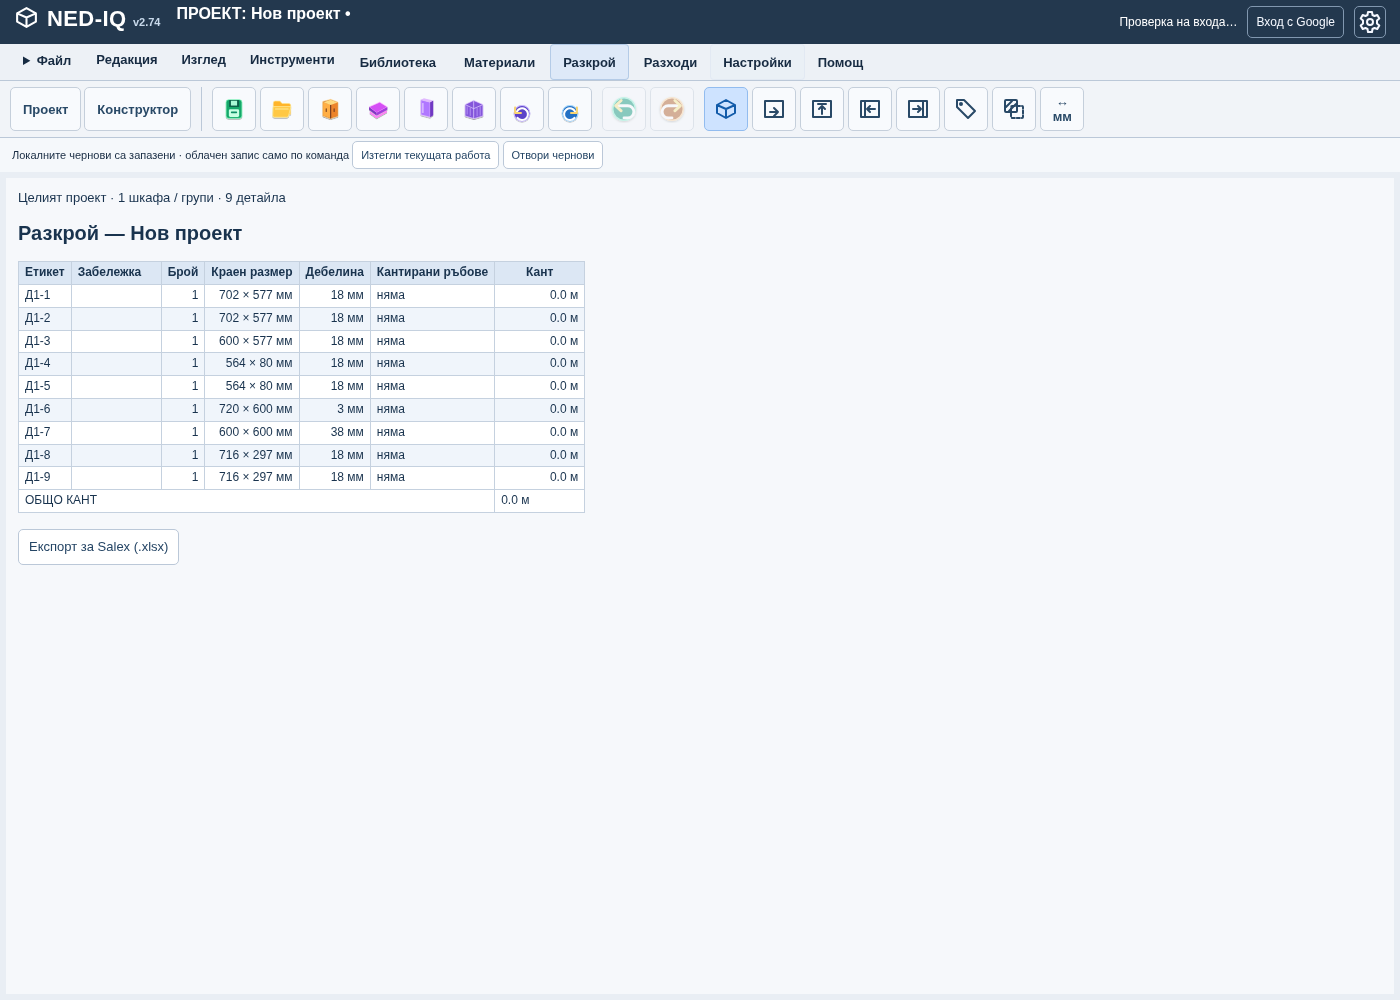 NED-IQ v2.74 ПРОЕКТ: Нов проект •
Проверка на входа… Вход с Google
Файл Редакция Изглед Инструменти Библиотека Материали Разкрой Разходи Настройки Помощ
Проект Конструктор ↔ мм
Локалните чернови са запазени · облачен запис само по команда Изтегли текущата работа Отвори чернови
Целият проект · 1 шкафа / групи · 9 детайла
Разкрой — Нов проект
Етикет Забележка Брой Краен размер Дебелина Кантирани ръбове Кант
Д1-1 1 702 × 577 мм 18 мм няма 0.0 м
Д1-2 1 702 × 577 мм 18 мм няма 0.0 м
Д1-3 1 600 × 577 мм 18 мм няма 0.0 м
Д1-4 1 564 × 80 мм 18 мм няма 0.0 м
Д1-5 1 564 × 80 мм 18 мм няма 0.0 м
Д1-6 1 720 × 600 мм 3 мм няма 0.0 м
Д1-7 1 600 × 600 мм 38 мм няма 0.0 м
Д1-8 1 716 × 297 мм 18 мм няма 0.0 м
Д1-9 1 716 × 297 мм 18 мм няма 0.0 м
ОБЩО КАНТ 0.0 м
Експорт за Salex (.xlsx)